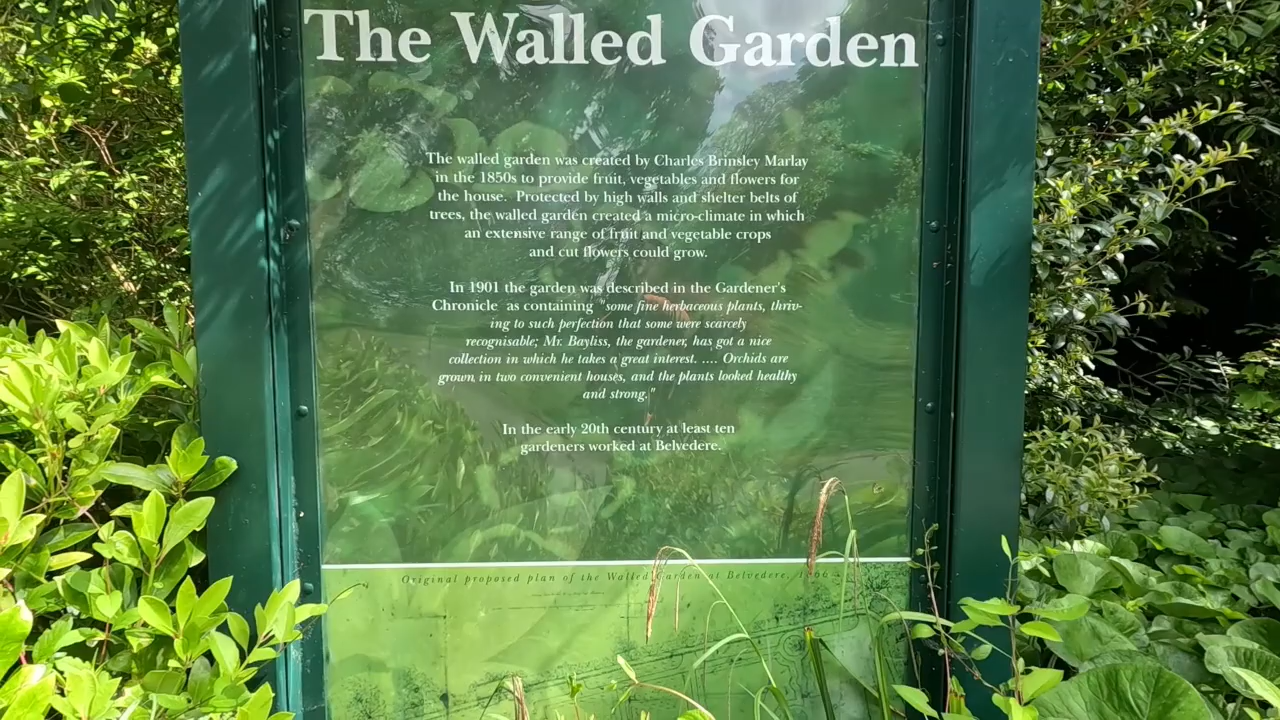 The Walled Garden
The walled garden was created by Charles Brinsley Marlay
in the 1850s to provide fruit, vegetables and flowers for
the house. Protected by high walls and shelter belts of
trees, the walled garden created a micro-climate in which
an extensive range of fruit and vegetable crops
and cut flowers could grow.
In 1901 the garden was described in the Gardener's
Chronicle as containing "some fine herbaceous plants, thriv-
ing to such perfection that some were scarcely
recognisable; Mr. Bayliss, the gardener, has got a nice
collection in which he takes a great interest. .... Orchids are
grown in two convenient houses, and the plants looked healthy
and strong."
In the early 20th century at least ten
gardeners worked at Belvedere.
Original proposed plan of the Walled Garden at Belvedere,